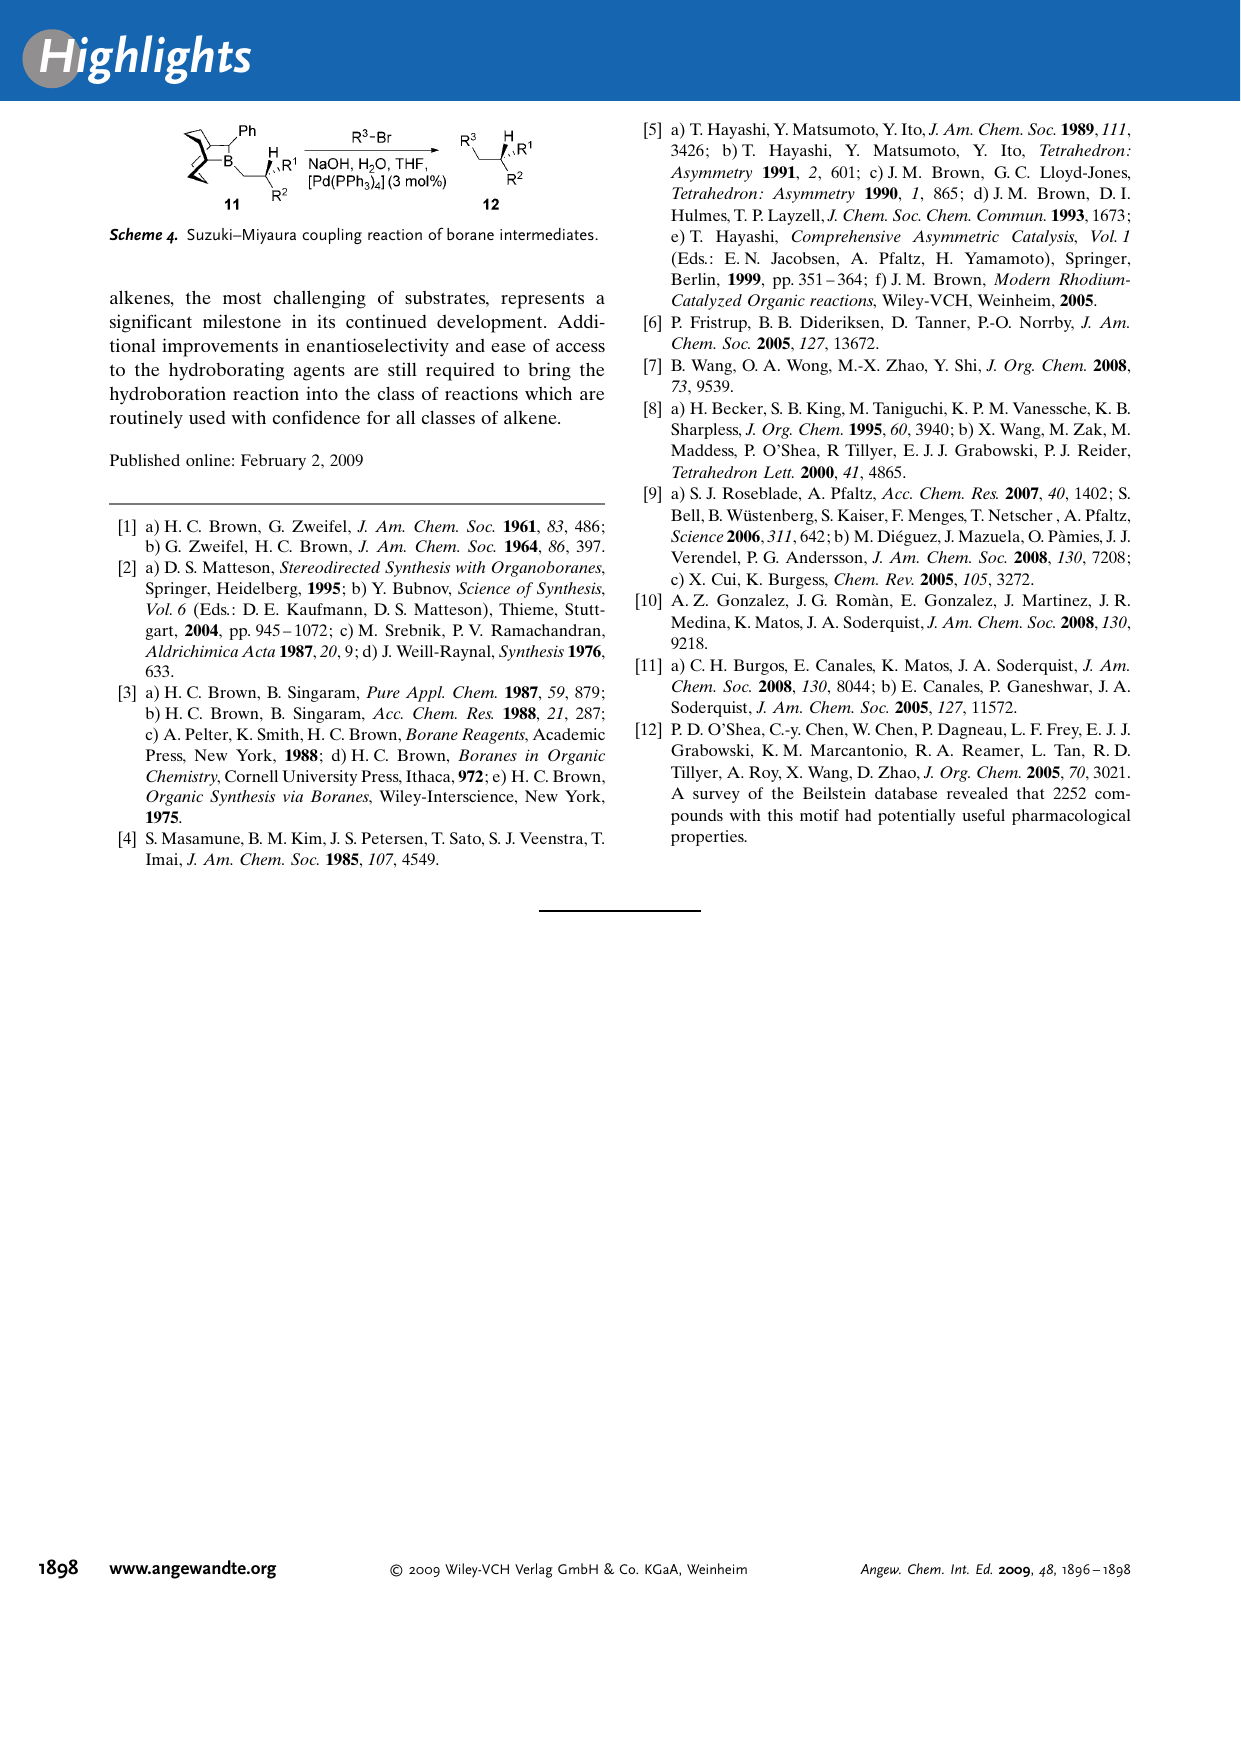 Highlights
Ph
B
H
R1
R2
11
R3-Br
NaOH, H2O, THF,
[Pd(PPh3)4] (3 mol%)
R3
H
R1
R2
12
Scheme 4. Suzuki–Miyaura coupling reaction of borane intermediates.
alkenes, the most challenging of substrates, represents a
significant milestone in its continued development. Addi-
tional improvements in enantioselectivity and ease of access
to the hydroborating agents are still required to bring the
hydroboration reaction into the class of reactions which are
routinely used with confidence for all classes of alkene.
Published online: February 2, 2009
[1] a) H. C. Brown, G. Zweifel, J. Am. Chem. Soc. 1961, 83, 486;
b) G. Zweifel, H. C. Brown, J. Am. Chem. Soc. 1964, 86, 397.
[2] a) D. S. Matteson, Stereodirected Synthesis with Organoboranes,
Springer, Heidelberg, 1995; b) Y. Bubnov, Science of Synthesis,
Vol. 6 (Eds.: D. E. Kaufmann, D. S. Matteson), Thieme, Stutt-
gart, 2004, pp. 945–1072; c) M. Srebnik, P. V. Ramachandran,
Aldrichimica Acta 1987, 20, 9; d) J. Weill-Raynal, Synthesis 1976,
633.
[3] a) H. C. Brown, B. Singaram, Pure Appl. Chem. 1987, 59, 879;
b) H. C. Brown, B. Singaram, Acc. Chem. Res. 1988, 21, 287;
c) A. Pelter, K. Smith, H. C. Brown, Borane Reagents, Academic
Press, New York, 1988; d) H. C. Brown, Boranes in Organic
Chemistry, Cornell University Press, Ithaca, 972; e) H. C. Brown,
Organic Synthesis via Boranes, Wiley-Interscience, New York,
1975.
[4] S. Masamune, B. M. Kim, J. S. Petersen, T. Sato, S. J. Veenstra, T.
Imai, J. Am. Chem. Soc. 1985, 107, 4549.
[5] a) T. Hayashi, Y. Matsumoto, Y. Ito, J. Am. Chem. Soc. 1989, 111,
3426; b) T. Hayashi, Y. Matsumoto, Y. Ito, Tetrahedron:
Asymmetry 1991, 2, 601; c) J. M. Brown, G. C. Lloyd-Jones,
Tetrahedron: Asymmetry 1990, 1, 865; d) J. M. Brown, D. I.
Hulmes, T. P. Layzell, J. Chem. Soc. Chem. Commun. 1993, 1673;
e) T. Hayashi, Comprehensive Asymmetric Catalysis, Vol. 1
(Eds.: E. N. Jacobsen, A. Pfaltz, H. Yamamoto), Springer,
Berlin, 1999, pp. 351–364; f) J. M. Brown, Modern Rhodium-
Catalyzed Organic reactions, Wiley-VCH, Weinheim, 2005.
[6] P. Fristrup, B. B. Dideriksen, D. Tanner, P.-O. Norrby, J. Am.
Chem. Soc. 2005, 127, 13672.
[7] B. Wang, O. A. Wong, M.-X. Zhao, Y. Shi, J. Org. Chem. 2008,
73, 9539.
[8] a) H. Becker, S. B. King, M. Taniguchi, K. P. M. Vanessche, K. B.
Sharpless, J. Org. Chem. 1995, 60, 3940; b) X. Wang, M. Zak, M.
Maddess, P. O’Shea, R Tillyer, E. J. J. Grabowski, P. J. Reider,
Tetrahedron Lett. 2000, 41, 4865.
[9] a) S. J. Roseblade, A. Pfaltz, Acc. Chem. Res. 2007, 40, 1402; S.
Bell, B. Wüstenberg, S. Kaiser, F. Menges, T. Netscher , A. Pfaltz,
Science 2006, 311, 642; b) M. Diéguez, J. Mazuela, O. Pàmies, J. J.
Verendel, P. G. Andersson, J. Am. Chem. Soc. 2008, 130, 7208;
c) X. Cui, K. Burgess, Chem. Rev. 2005, 105, 3272.
[10] A. Z. Gonzalez, J. G. Romàn, E. Gonzalez, J. Martinez, J. R.
Medina, K. Matos, J. A. Soderquist, J. Am. Chem. Soc. 2008, 130,
9218.
[11] a) C. H. Burgos, E. Canales, K. Matos, J. A. Soderquist, J. Am.
Chem. Soc. 2008, 130, 8044; b) E. Canales, P. Ganeshwar, J. A.
Soderquist, J. Am. Chem. Soc. 2005, 127, 11572.
[12] P. D. O’Shea, C.-y. Chen, W. Chen, P. Dagneau, L. F. Frey, E. J. J.
Grabowski, K. M. Marcantonio, R. A. Reamer, L. Tan, R. D.
Tillyer, A. Roy, X. Wang, D. Zhao, J. Org. Chem. 2005, 70, 3021.
A survey of the Beilstein database revealed that 2252 com-
pounds with this motif had potentially useful pharmacological
properties.
1898 www.angewandte.org © 2009 Wiley-VCH Verlag GmbH & Co. KGaA, Weinheim Angew. Chem. Int. Ed. 2009, 48, 1896–1898